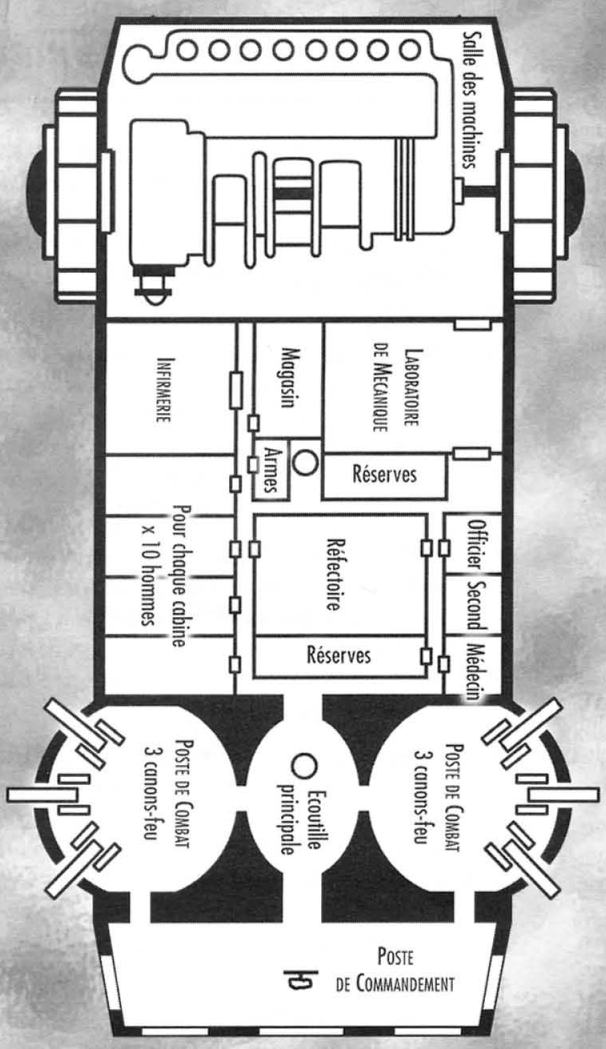 Salle des machines
LABORATOIRE
DE MECANIQUE
Magasin
INFIRMERIE
Armes
Réserves
Officier
Second
Médecin
Réfectoire
Réserves
Pour chaque cabine
x 10 hommes
POSTE DE COMBAT
3 canons-feu
Ecoutille
principale
POSTE DE COMBAT
3 canons-feu
POSTE
DE COMMANDEMENT